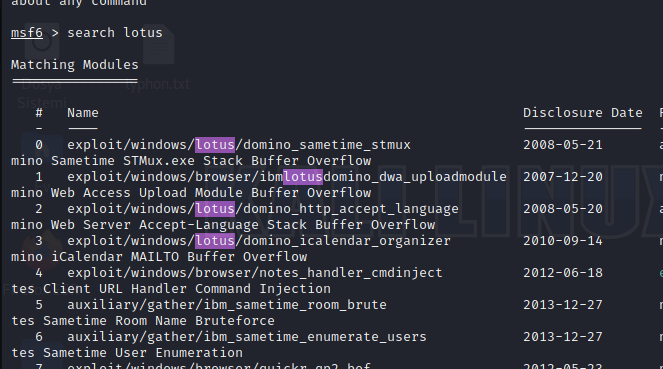 about any command
msf6 > search lotus
Matching Modules
================
# Name Disclosure Date
- ---- ---------------
0 exploit/windows/lotus/domino_sametime_stmux 2008-05-21
mino Sametime STMux.exe Stack Buffer Overflow
1 exploit/windows/browser/ibmlotusdomino_dwa_uploadmodule 2007-12-20
mino Web Access Upload Module Buffer Overflow
2 exploit/windows/lotus/domino_http_accept_language 2008-05-20
mino Web Server Accept-Language Stack Buffer Overflow
3 exploit/windows/lotus/domino_icalendar_organizer 2010-09-14
mino iCalendar MAILTO Buffer Overflow
4 exploit/windows/browser/notes_handler_cmdinject 2012-06-18
tes Client URL Handler Command Injection
5 auxiliary/gather/ibm_sametime_room_brute 2013-12-27
tes Sametime Room Name Bruteforce
6 auxiliary/gather/ibm_sametime_enumerate_users 2013-12-27
tes Sametime User Enumeration
7 exploit/windows/browser/quickr_qp2_bof 2012-05-23
Dosya
Sistemi
typhon.txt